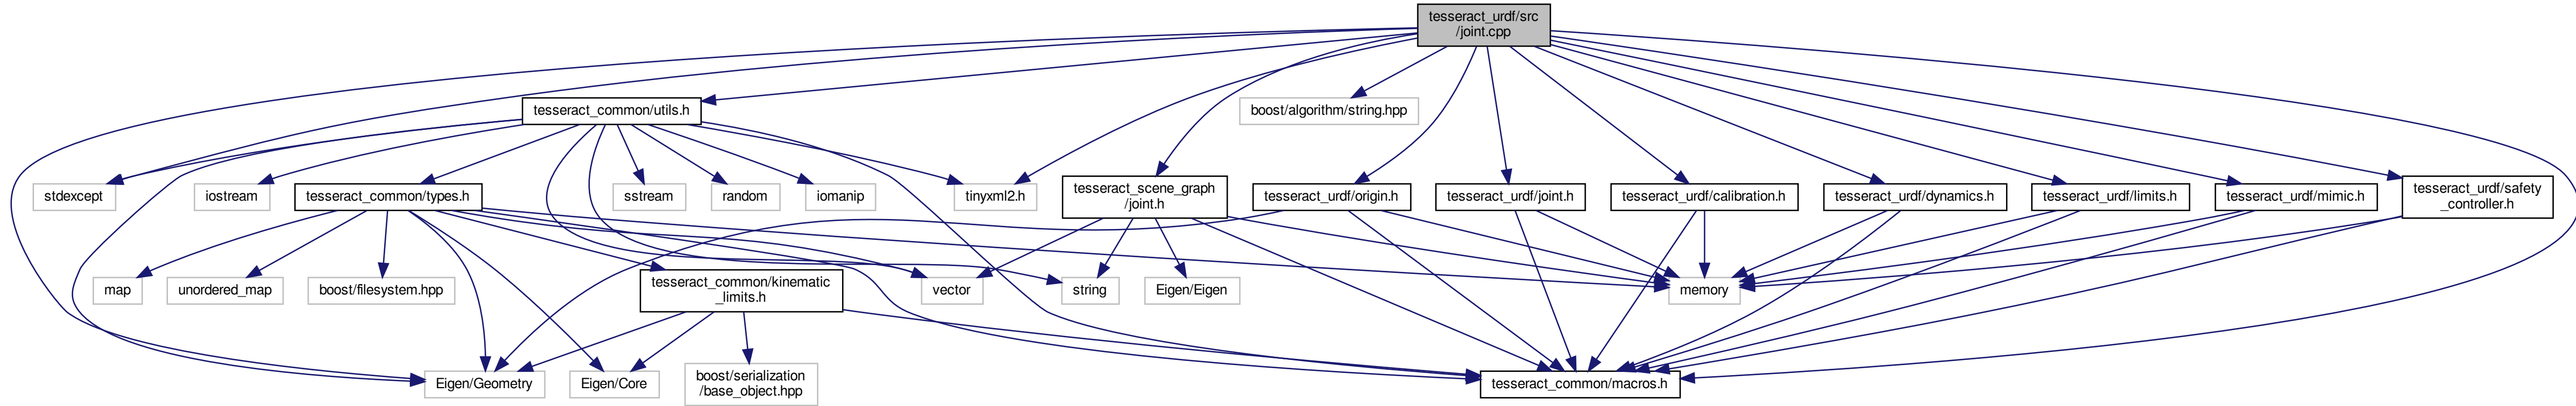 tesseract_urdf/src
/joint.cpp
tesseract_common/utils.h
boost/algorithm/string.hpp
stdexcept
iostream
tesseract_common/types.h
sstream
random
iomanip
tinyxml2.h
tesseract_scene_graph
/joint.h
tesseract_urdf/origin.h
tesseract_urdf/joint.h
tesseract_urdf/calibration.h
tesseract_urdf/dynamics.h
tesseract_urdf/limits.h
tesseract_urdf/mimic.h
tesseract_urdf/safety
_controller.h
map
unordered_map
boost/filesystem.hpp
tesseract_common/kinematic
_limits.h
vector
string
Eigen/Eigen
memory
Eigen/Geometry
Eigen/Core
boost/serialization
/base_object.hpp
tesseract_common/macros.h